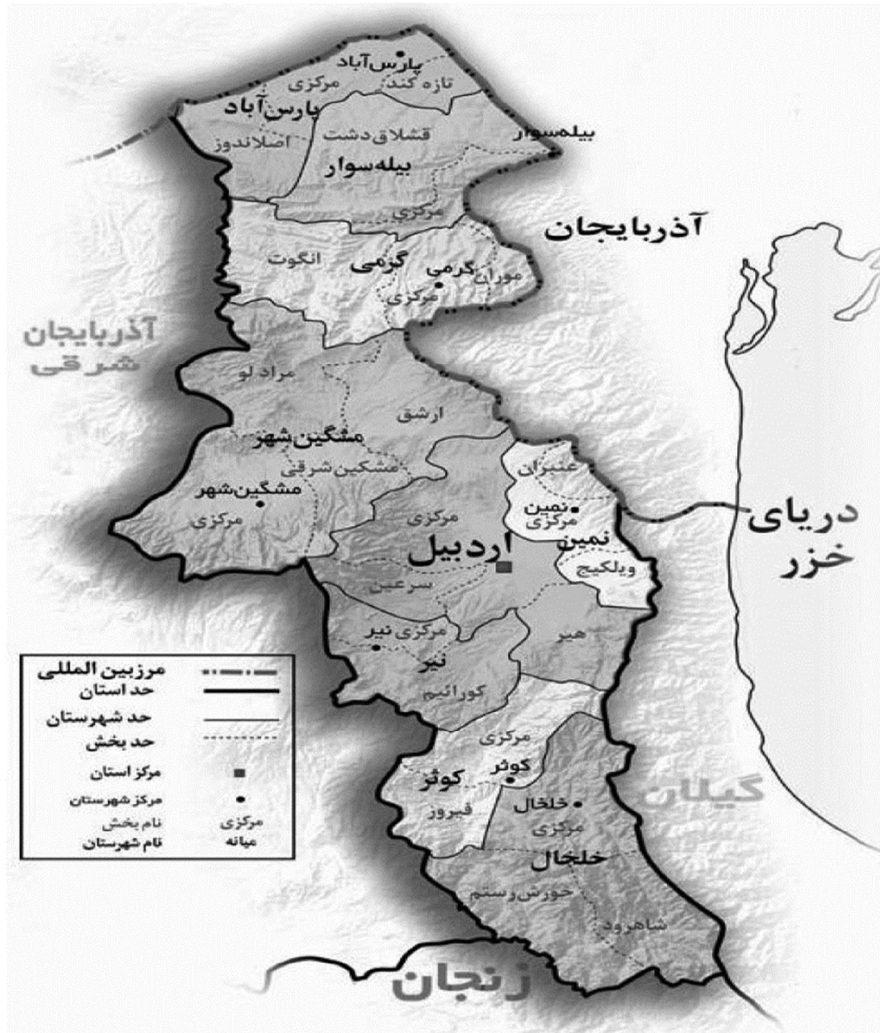 پارس‌آباد
مرکزی
تازه کند
پارس‌آباد
بیله‌سوار
قشلاق دشت
اصلاندوز
بیله‌سوار
مرکزی
آذربایجان
انگوت
گرمی
گرمی
موران
مرکزی
آذربایجان
شرقی
مراد لو
ارشق
مشگین‌شهر
مشگین شرقی
عنبران
مشگین‌شهر
مرکزی
مرکزی
نمین
مرکزی
دریای
خزر
نمین
اردبیل
ویلکیج
سرعین
هیر
نیر
مرکزی
نیر
کورائیم
مرکزی
کوثر
کوثر
فیروز
گیلان
خلخال
مرکزی
خلخال
خورش‌رستم
شاهرود
زنجان
مرزبین المللی
حد استان
حد شهرستان
حد بخش
مرکز استان
مرکز شهرستان
نام بخش مرکزی
نام شهرستان میانه